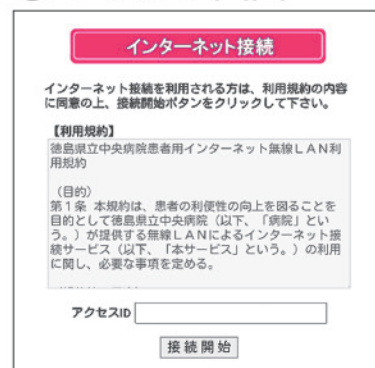 インターネット接続
インターネット接続を利用される方は、利用規約の内容
に同意の上、接続開始ボタンをクリックして下さい。
【利用規約】
徳島県立中央病院患者用インターネット無線ＬＡＮ利
用規約
（目的）
第１条 本規約は、患者の利便性の向上を図ることを
目的として徳島県立中央病院（以下、「病院」とい
う。）が提供する無線ＬＡＮによるインターネット接
続サービス（以下、「本サービス」という。）の利用
に関し、必要な事項を定める。
アクセスID
接続開始